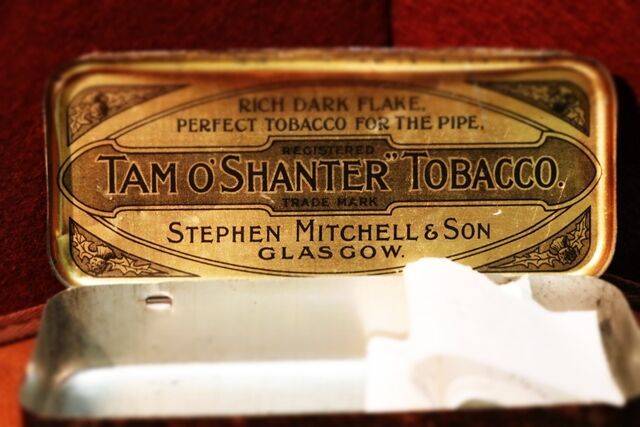 RICH DARK FLAKE,
PERFECT TOBACCO FOR THE PIPE,
REGISTERED
TAM O'SHANTER" TOBACCO.
TRADE MARK
STEPHEN MITCHELL & SON
GLASGOW.